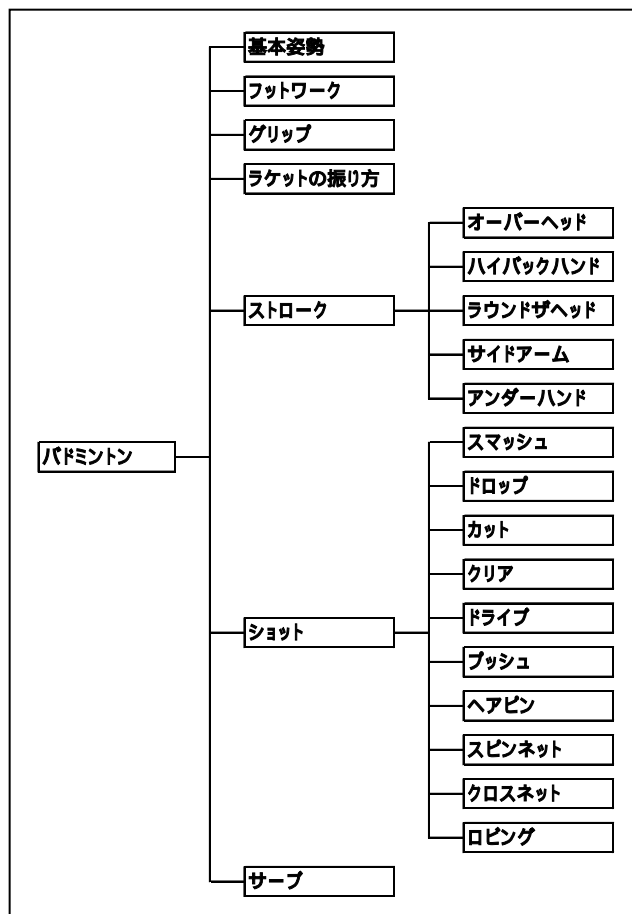 基本姿勢
フットワーク
グリップ
ラケットの振り方
オーバーヘッド
ハイバックハンド
ストローク
ラウンドザヘッド
サイドアーム
アンダーハンド
バドミントン
スマッシュ
ドロップ
カット
クリア
ドライブ
ショット
プッシュ
ヘアピン
スピンネット
クロスネット
ロビング
サーブ